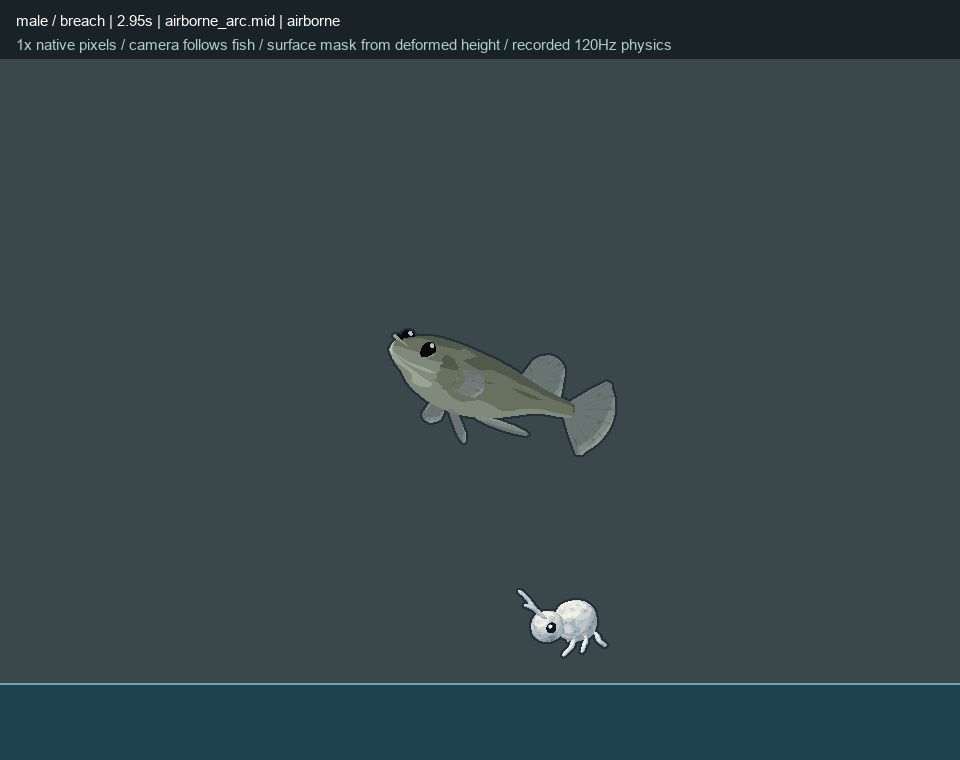 male / breach | 2.95s | airborne_arc.mid | airborne
1x native pixels / camera follows fish / surface mask from deformed height / recorded 120Hz physics